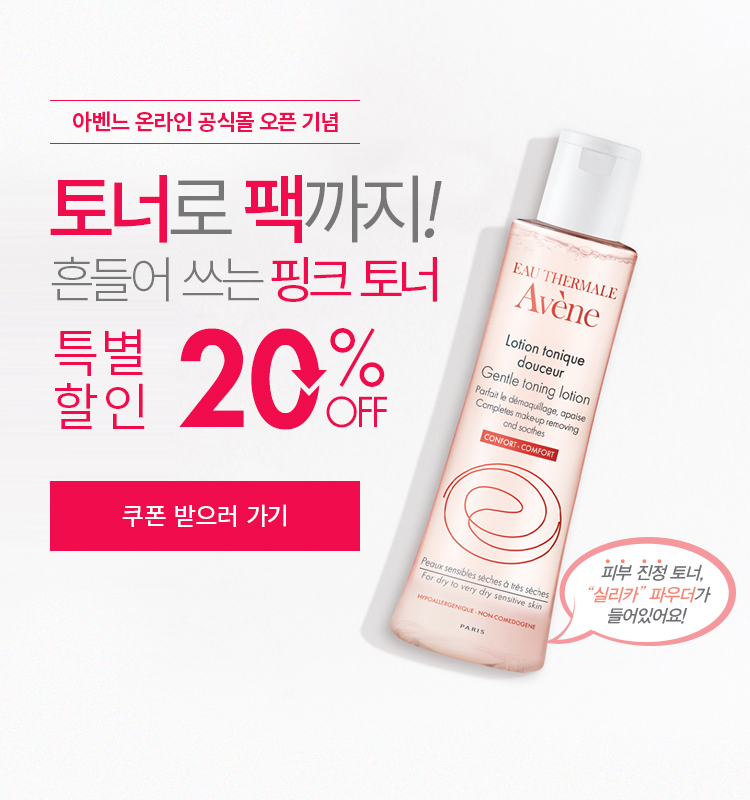 아벤느 온라인 공식몰 오픈 기념
토너로 팩까지!
흔들어 쓰는 핑크 토너
특별
할인
20%
OFF
쿠폰 받으러 가기
EAU THERMALE
Avène
Lotion tonique
douceur
Gentle toning lotion
Parfait le démaquillage, apaise
Completes make-up removing
and soothes
CONFORT - COMFORT
Peaux sensibles sèches à très sèches
For dry to very dry sensitive skin
HYPOALLERGENIQUE - NON COMEDOGENE
PARIS
피부 진정 토너,
“실리카” 파우더가
들어있어요!